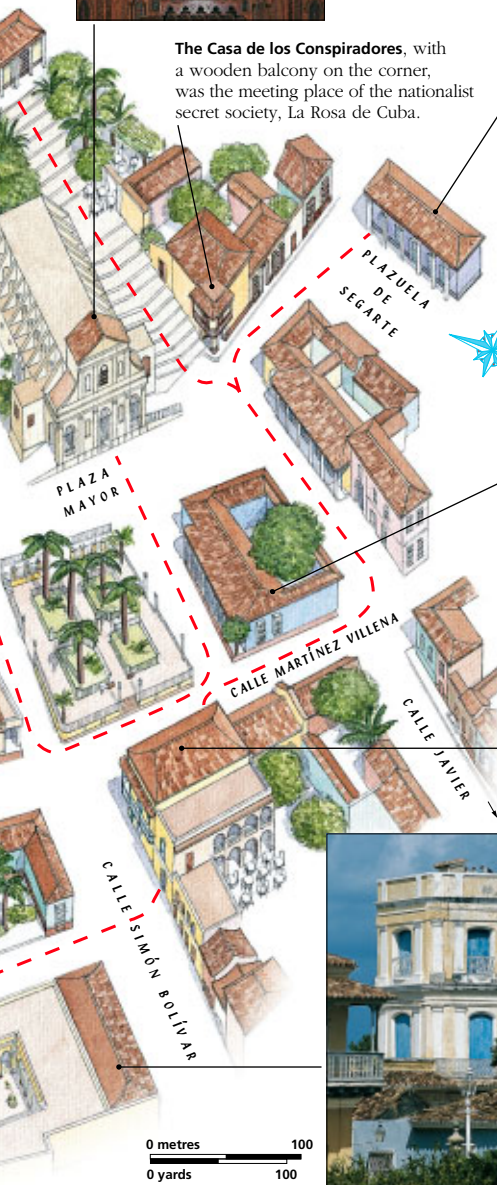 The Casa de los Conspiradores, with
a wooden balcony on the corner,
was the meeting place of the nationalist
secret society, La Rosa de Cuba.
PLAZUELA
DE
SEGARTE
PLAZA
MAYOR
CALLE MARTÍNEZ VILLENA
CALLE JAVIER
CALLE SIMÓN BOLÍVAR
0 metres 100
0 yards 100